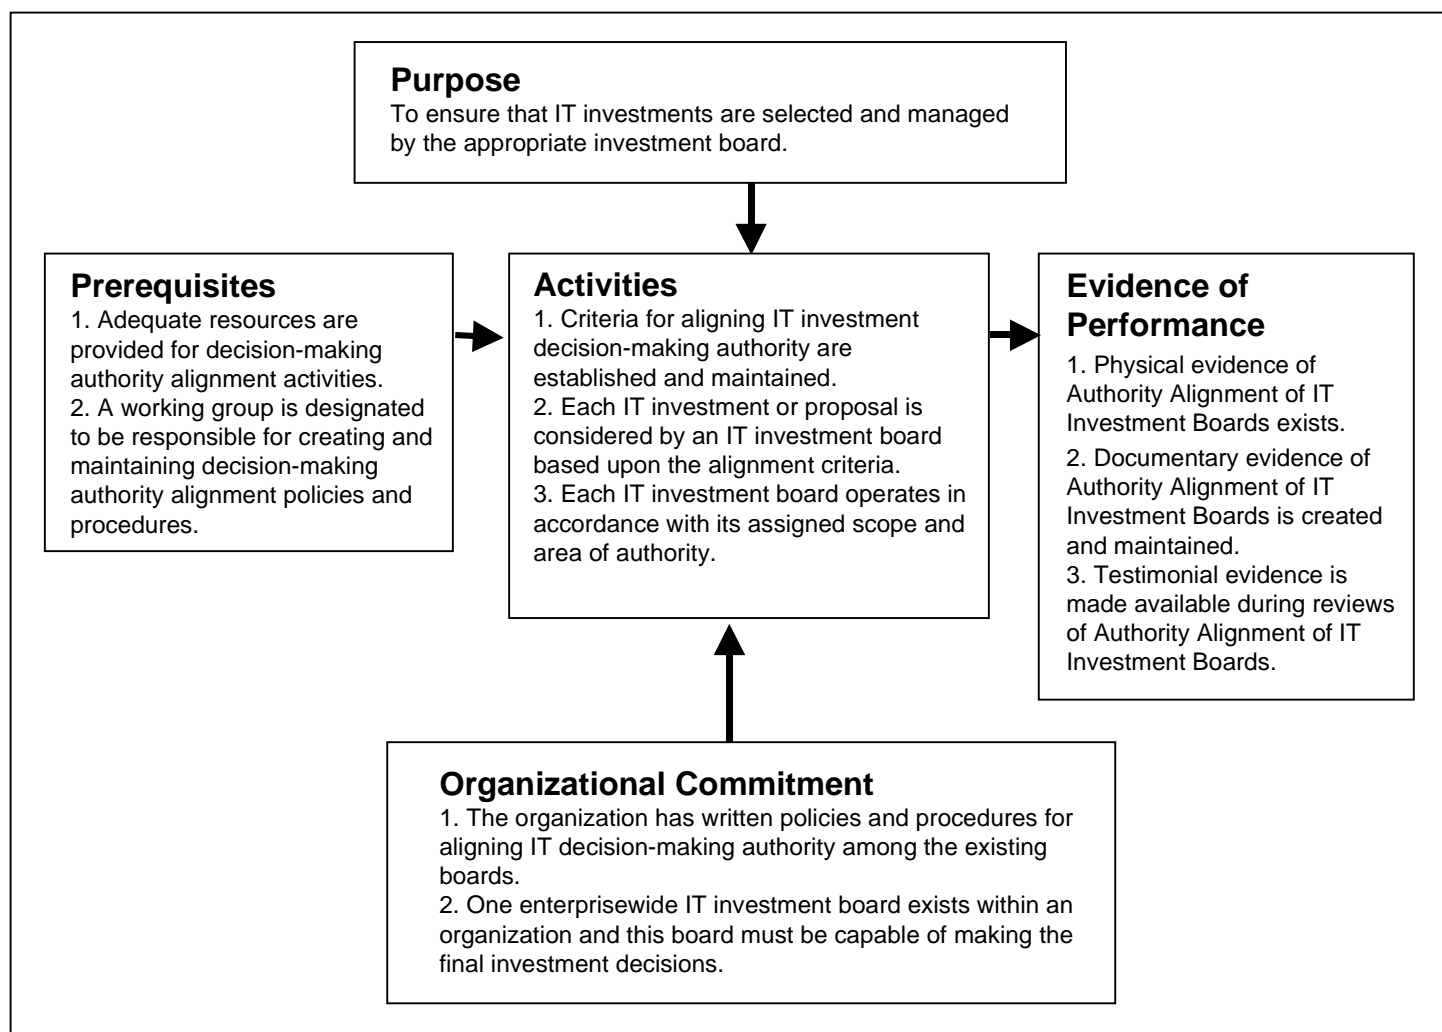 Purpose
To ensure that IT investments are selected and managed
by the appropriate investment board.
Prerequisites
1. Adequate resources are
provided for decision-making
authority alignment activities.
2. A working group is designated
to be responsible for creating and
maintaining decision-making
authority alignment policies and
procedures.
Activities
1. Criteria for aligning IT investment
decision-making authority are
established and maintained.
2. Each IT investment or proposal is
considered by an IT investment board
based upon the alignment criteria.
3. Each IT investment board operates in
accordance with its assigned scope and
area of authority.
Evidence of
Performance
1. Physical evidence of
Authority Alignment of IT
Investment Boards exists.
2. Documentary evidence of
Authority Alignment of IT
Investment Boards is created
and maintained.
3. Testimonial evidence is
made available during reviews
of Authority Alignment of IT
Investment Boards.
Organizational Commitment
1. The organization has written policies and procedures for
aligning IT decision-making authority among the existing
boards.
2. One enterprisewide IT investment board exists within an
organization and this board must be capable of making the
final investment decisions.